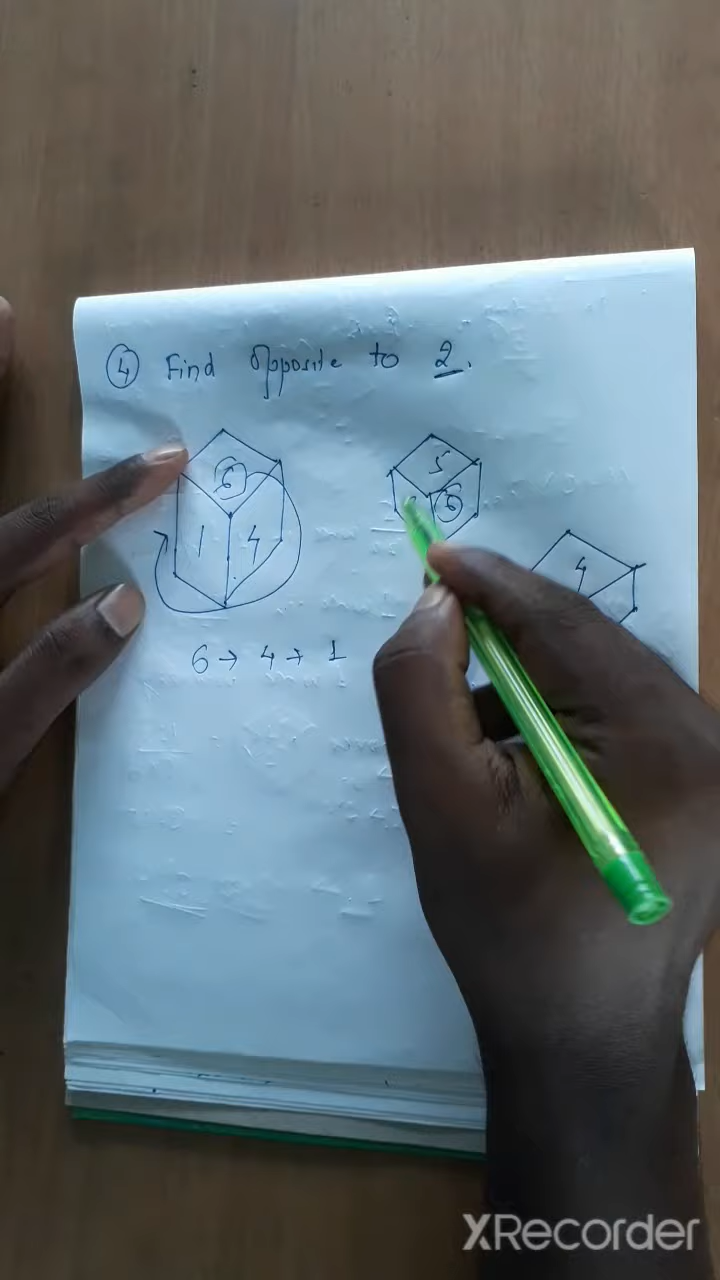 4 Find Opposite to 2.
6 5
1 4 6
4
6 → 4 → 1
XRecorder